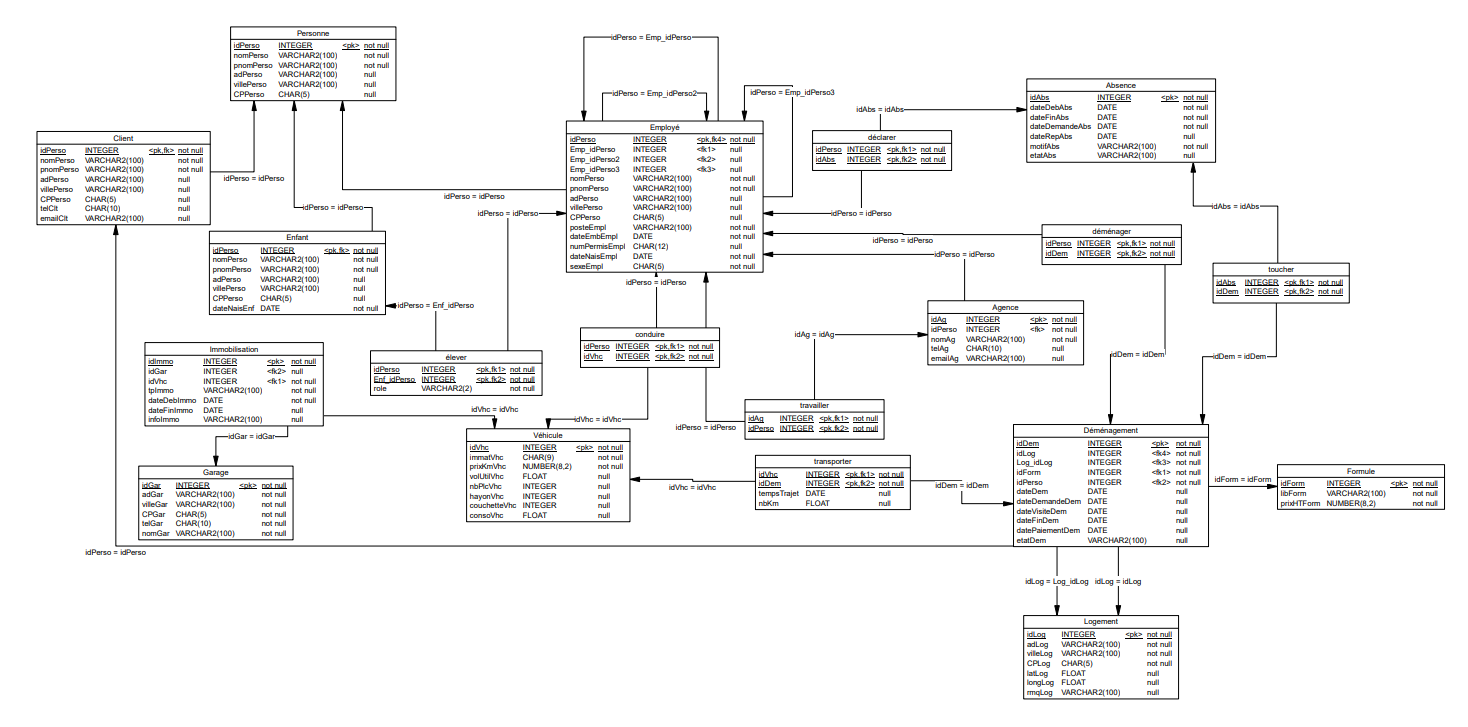 Personne
idPerso INTEGER <pk> not null
nomPerso VARCHAR2(100) not null
pnomPerso VARCHAR2(100) not null
adPerso VARCHAR2(100) null
villePerso VARCHAR2(100) null
CPPerso CHAR(5) null
idPerso = Emp_idPerso
idPerso = Emp_idPerso2
idPerso = Emp_idPerso3
Employé
idPerso INTEGER <pk,fk4> not null
Emp_idPerso INTEGER <fk1> null
Emp_idPerso2 INTEGER <fk2> null
Emp_idPerso3 INTEGER <fk3> null
nomPerso VARCHAR2(100) not null
pnomPerso VARCHAR2(100) not null
adPerso VARCHAR2(100) null
villePerso VARCHAR2(100) null
CPPerso CHAR(5) null
posteEmpl VARCHAR2(100) not null
dateEmbEmpl DATE not null
numPermisEmpl CHAR(12) null
dateNaisEmpl DATE not null
sexeEmpl CHAR(5) not null
Absence
idAbs INTEGER <pk> not null
dateDebAbs DATE not null
dateFinAbs DATE not null
dateDemandeAbs DATE not null
dateRepAbs DATE null
motifAbs VARCHAR2(100) not null
etatAbs VARCHAR2(100) null
idAbs = idAbs
déclarer
idPerso INTEGER <pk,fk1> not null
idAbs INTEGER <pk,fk2> not null
idPerso = idPerso
Client
idPerso INTEGER <pk,fk> not null
nomPerso VARCHAR2(100) not null
pnomPerso VARCHAR2(100) not null
adPerso VARCHAR2(100) null
villePerso VARCHAR2(100) null
CPPerso CHAR(5) null
telClt CHAR(10) null
emailClt VARCHAR2(100) null
idPerso = idPerso
idPerso = idPerso
idPerso = idPerso
idPerso = idPerso
Enfant
idPerso INTEGER <pk,fk> not null
nomPerso VARCHAR2(100) not null
pnomPerso VARCHAR2(100) not null
adPerso VARCHAR2(100) null
villePerso VARCHAR2(100) null
CPPerso CHAR(5) null
dateNaisEnf DATE not null
idPerso = Enf_idPerso
idPerso = idPerso
déménager
idPerso INTEGER <pk,fk1> not null
idDem INTEGER <pk,fk2> not null
idPerso = idPerso
idAbs = idAbs
toucher
idAbs INTEGER <pk,fk1> not null
idDem INTEGER <pk,fk2> not null
idPerso = idPerso
Agence
idAg INTEGER <pk> not null
idPerso INTEGER <fk> not null
nomAg VARCHAR2(100) not null
telAg CHAR(10) null
emailAg VARCHAR2(100) null
idAg = idAg
conduire
idPerso INTEGER <pk,fk1> not null
idVhc INTEGER <pk,fk2> not null
élever
idPerso INTEGER <pk,fk1> not null
Enf_idPerso INTEGER <pk,fk2> not null
role VARCHAR2(2) not null
Immobilisation
idImmo INTEGER <pk> not null
idGar INTEGER <fk2> null
idVhc INTEGER <fk1> not null
tpImmo VARCHAR2(100) not null
dateDebImmo DATE not null
dateFinImmo DATE null
infoImmo VARCHAR2(100) null
idDem = idDem
idDem = idDem
idVhc = idVhc
idVhc = idVhc
idPerso = idPerso
travailler
idAg INTEGER <pk,fk1> not null
idPerso INTEGER <pk,fk2> not null
idGar = idGar
Garage
idGar INTEGER <pk> not null
adGar VARCHAR2(100) not null
villeGar VARCHAR2(100) not null
CPGar CHAR(5) not null
telGar CHAR(10) not null
nomGar VARCHAR2(100) not null
Véhicule
idVhc INTEGER <pk> not null
immatVhc CHAR(9) not null
prixKmVhc NUMBER(8,2) not null
volUtilVhc FLOAT null
nbPlcVhc INTEGER null
hayonVhc INTEGER null
couchetteVhc INTEGER null
consoVhc FLOAT null
idVhc = idVhc
transporter
idVhc INTEGER <pk,fk1> not null
idDem INTEGER <pk,fk2> not null
tempsTrajet DATE null
nbKm FLOAT null
idDem = idDem
Déménagement
idDem INTEGER <pk> not null
idLog INTEGER <fk4> not null
Log_idLog INTEGER <fk3> not null
idForm INTEGER <fk1> not null
idPerso INTEGER <fk2> not null
dateDem DATE null
dateDemandeDem DATE not null
dateVisiteDem DATE null
dateFinDem DATE null
datePaiementDem DATE null
etatDem VARCHAR2(100) null
idForm = idForm
Formule
idForm INTEGER <pk> not null
libForm VARCHAR2(100) not null
prixHTForm NUMBER(8,2) not null
idPerso = idPerso
idLog = Log_idLog
idLog = idLog
Logement
idLog INTEGER <pk> not null
adLog VARCHAR2(100) not null
villeLog VARCHAR2(100) not null
CPLog CHAR(5) not null
latLog FLOAT null
longLog FLOAT null
rmqLog VARCHAR2(100) null